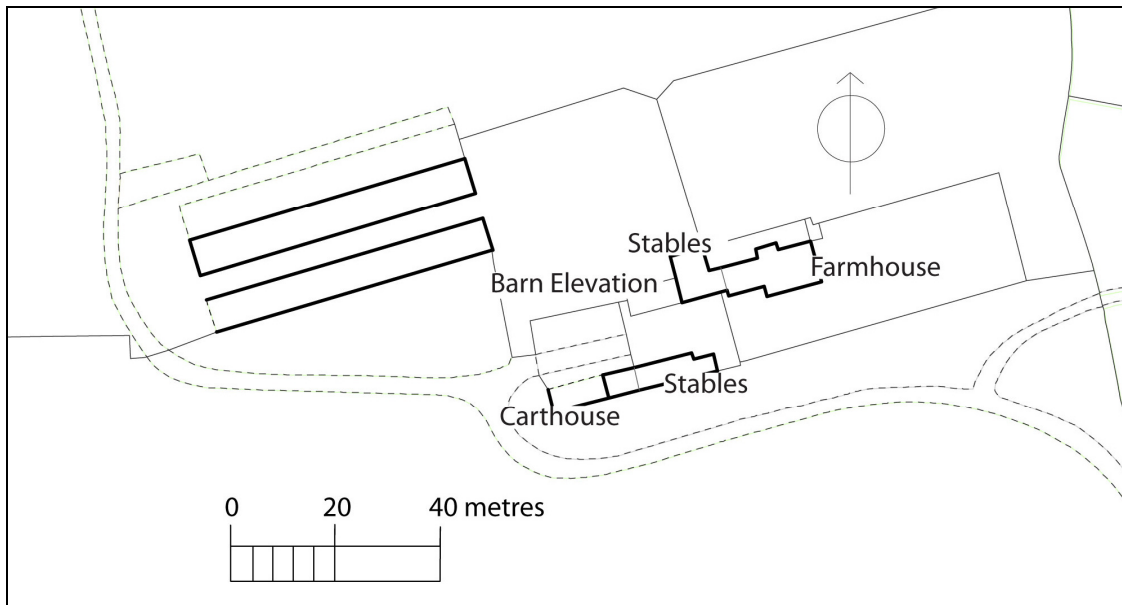 Stables
Farmhouse
Barn Elevation
Stables
Carthouse
0 20 40 metres